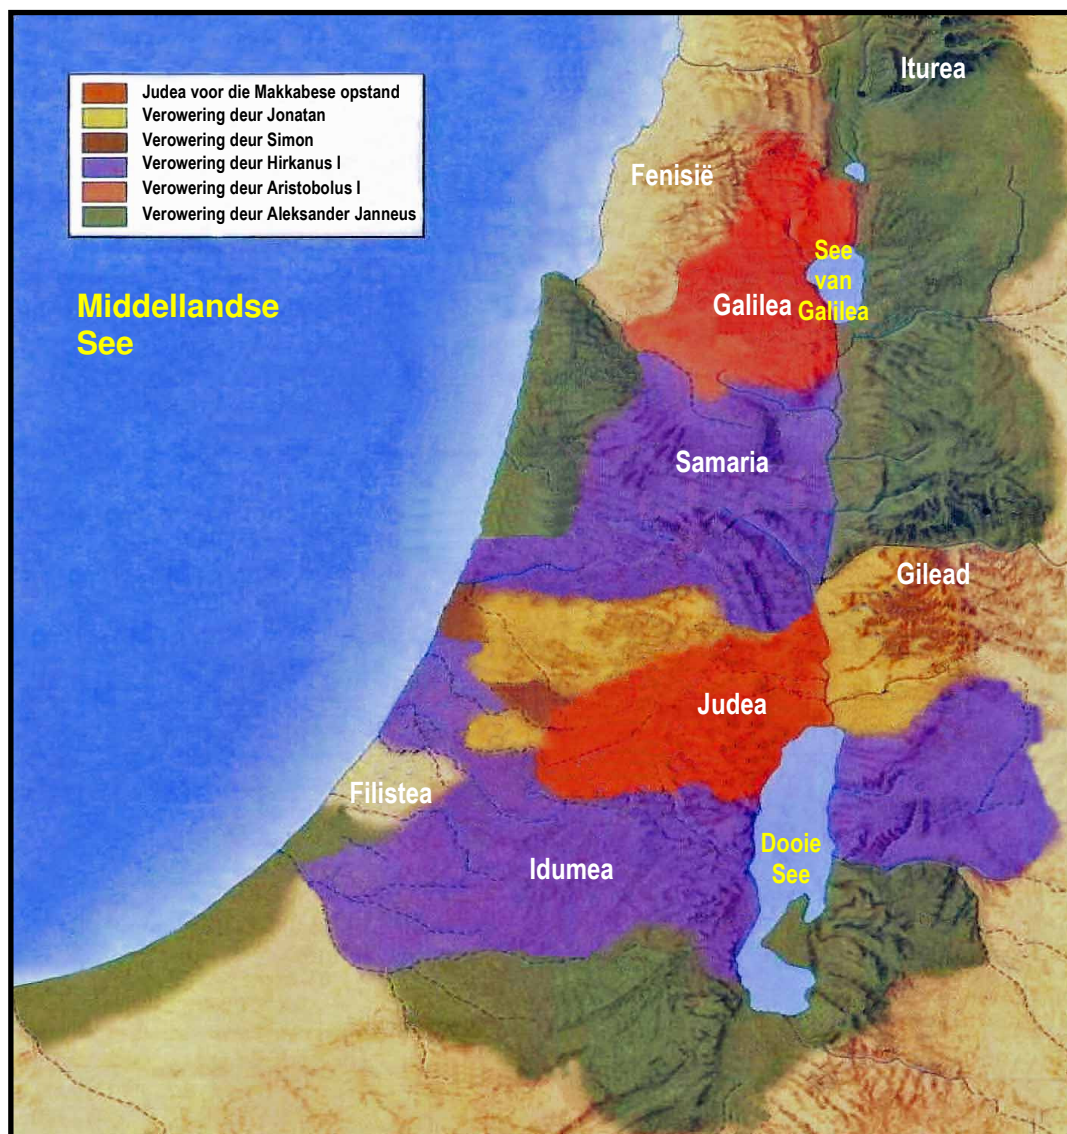 Iturea
Judea voor die Makkabese opstand
Verowering deur Jonatan
Verowering deur Simon
Verowering deur Hirkanus I
Verowering deur Aristobolus I
Verowering deur Aleksander Janneus
Fenisië
See
van
Galilea
Galilea
Middellandse
See
Samaria
Gilead
Judea
Filistea
Dooie
See
Idumea